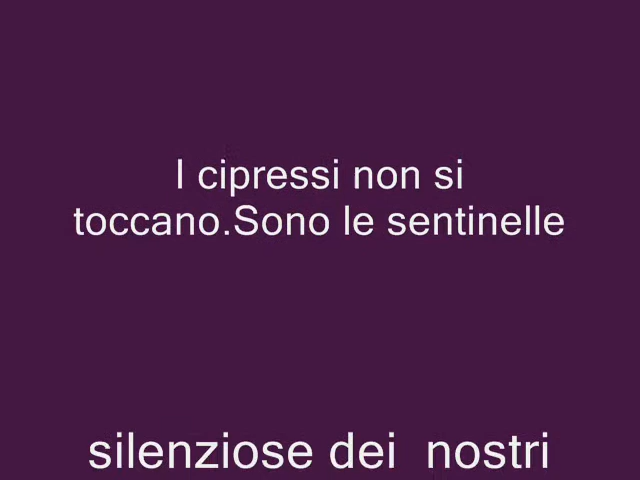 I cipressi non si
toccano.Sono le sentinelle
silenziose dei  nostri